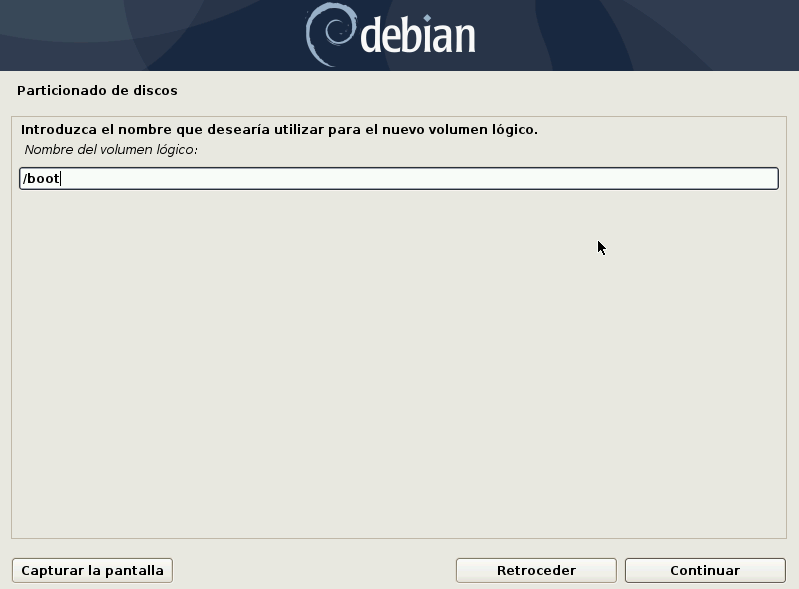 debian
Particionado de discos
Introduzca el nombre que desearía utilizar para el nuevo volumen lógico.
Nombre del volumen lógico:
/boot
Capturar la pantalla
Retroceder
Continuar